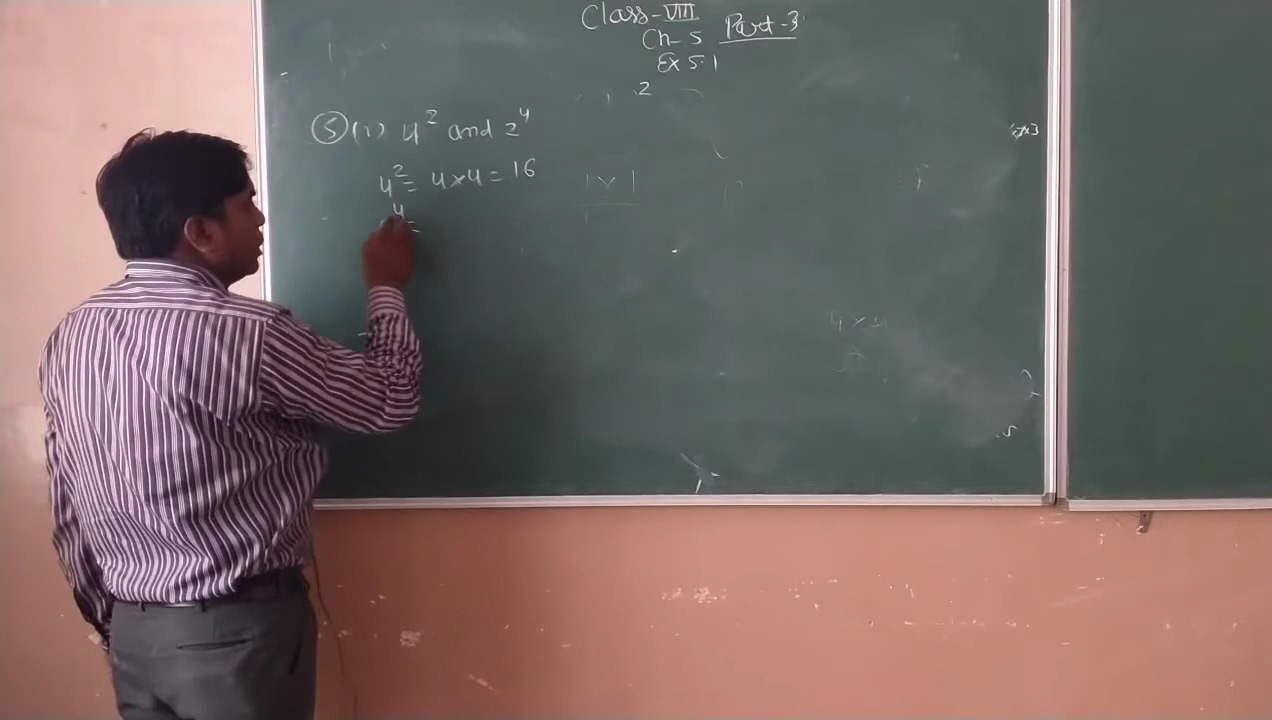 Class-VIII
Ch-5 Part-3
Ex 5.1
2
⑤ (1) 4² and 2⁴
4² = 4×4 = 16
⁴ =